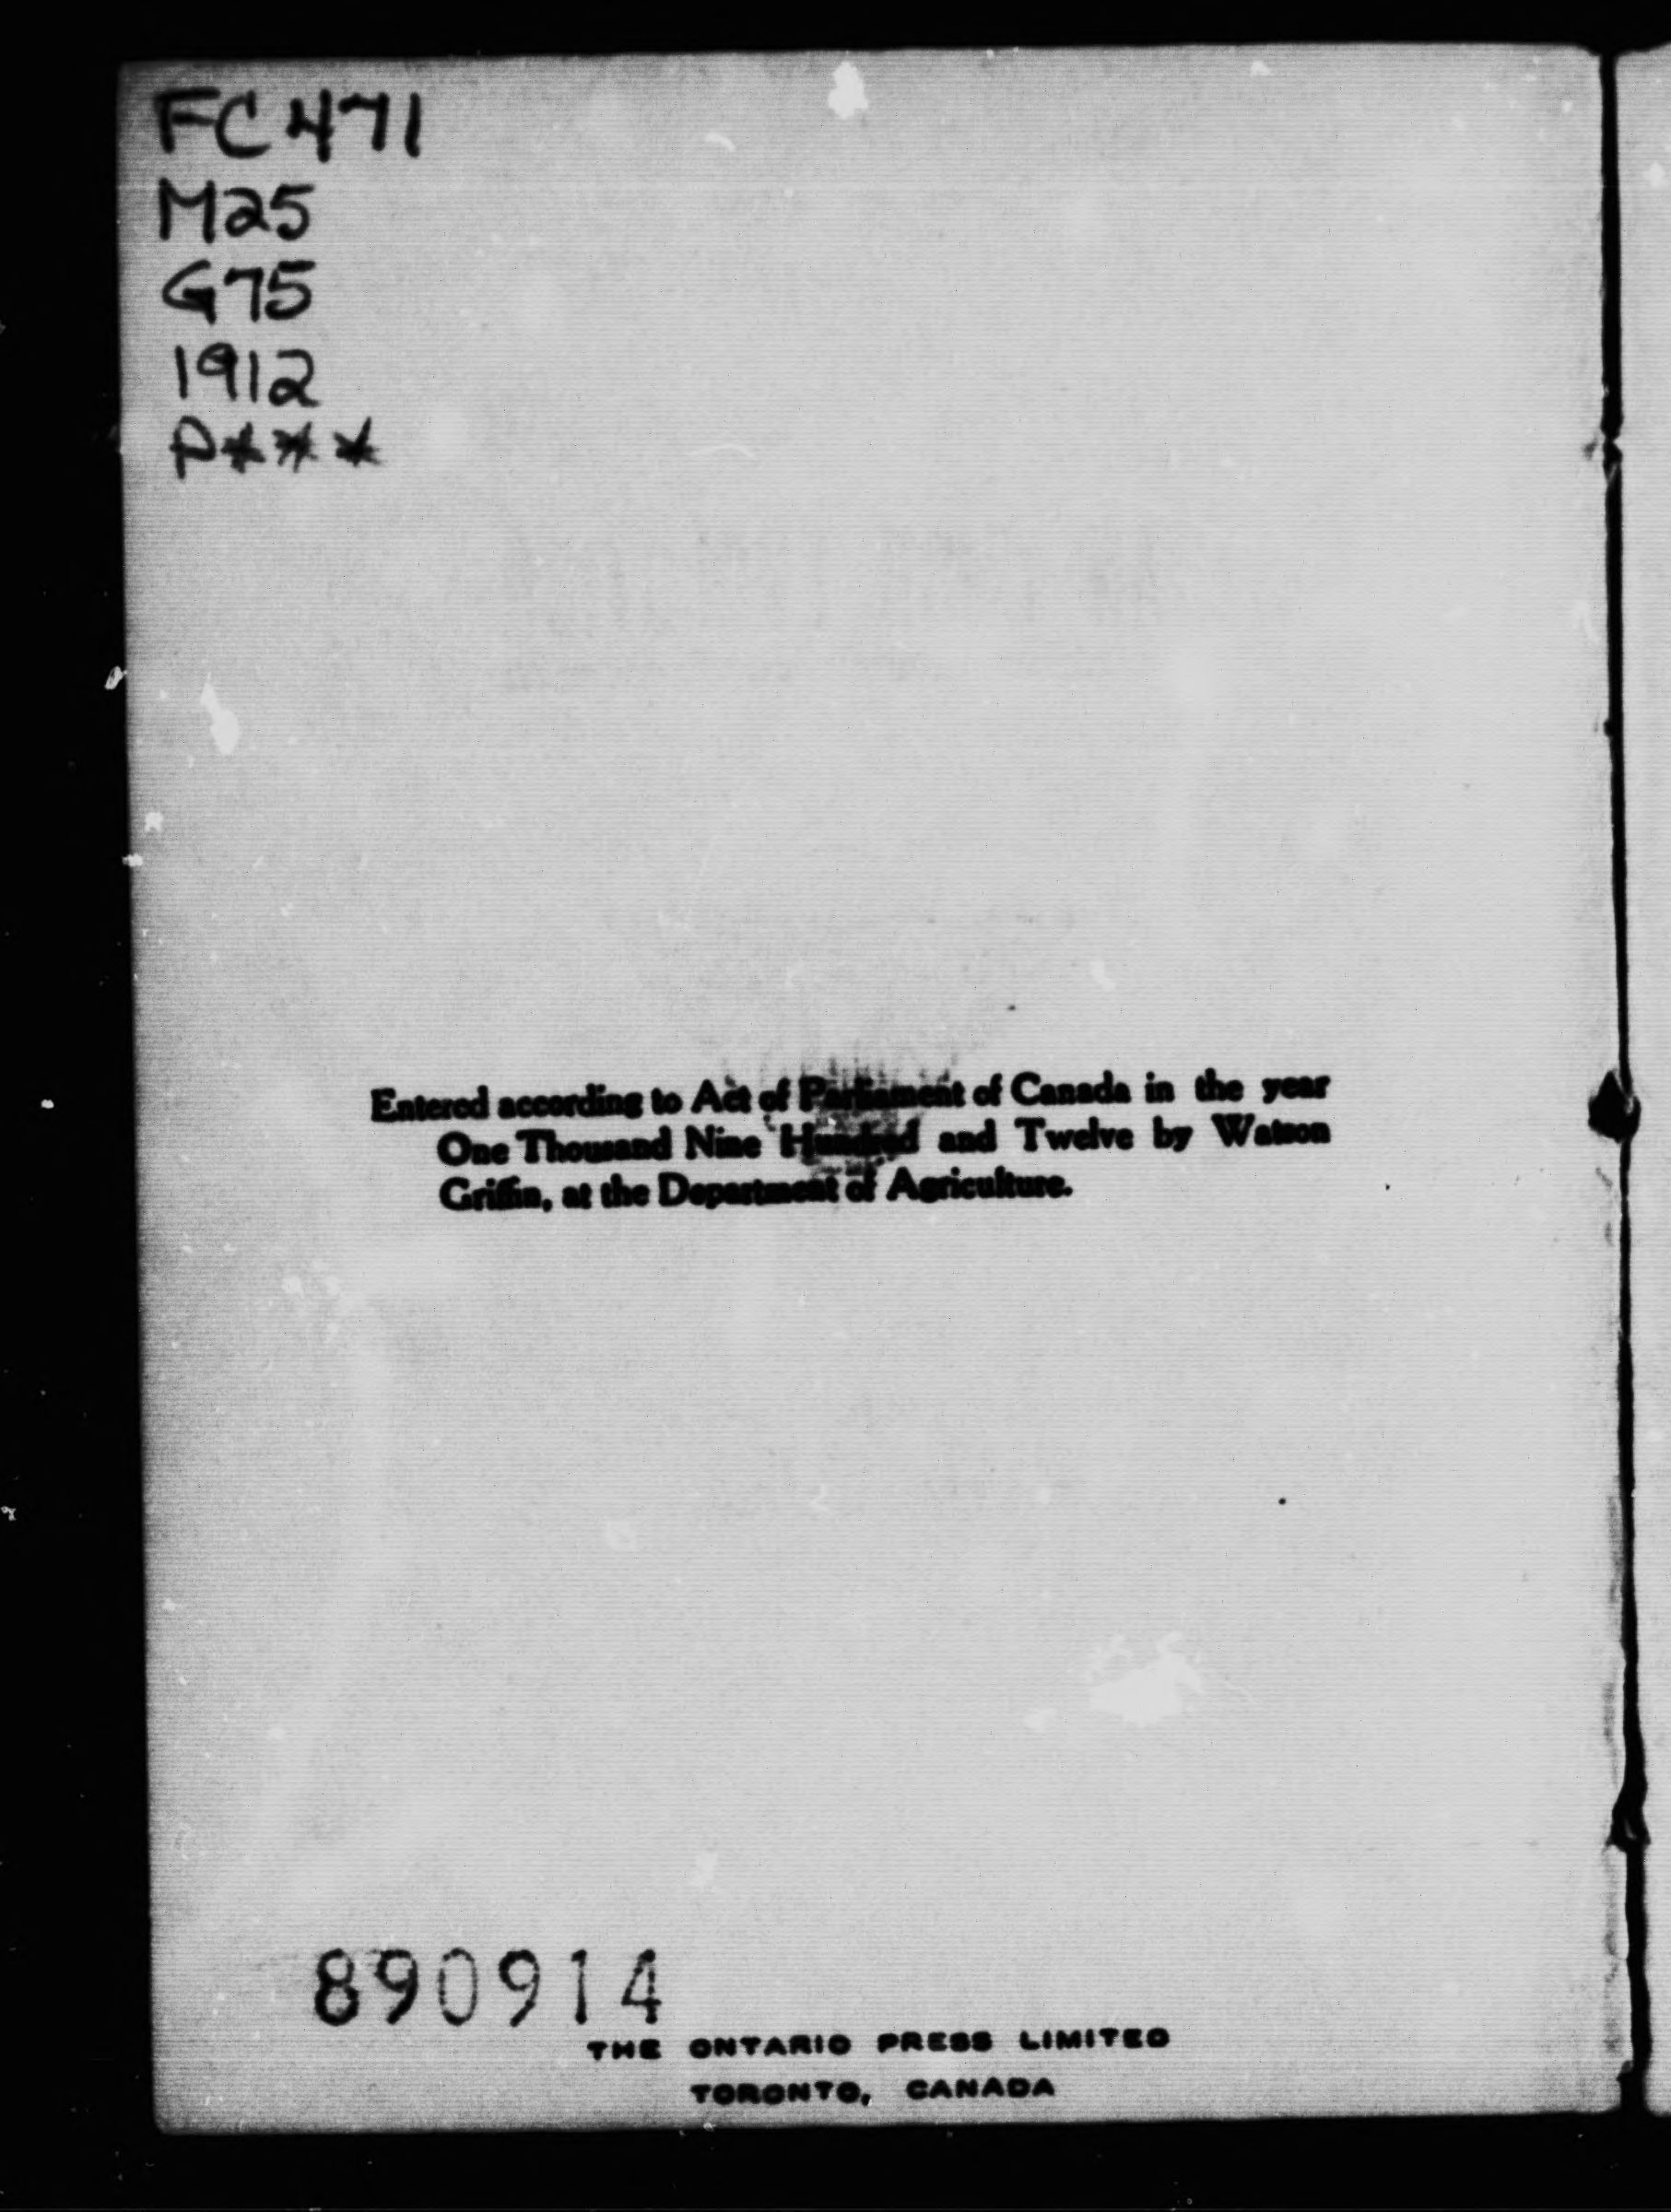 FC471
M25
G75
1912
P***
Entered according to Act of Parliament of Canada in the year
One Thousand Nine Hundred and Twelve by Watson
Griffin, at the Department of Agriculture.
890914
THE ONTARIO PRESS LIMITED
TORONTO, CANADA